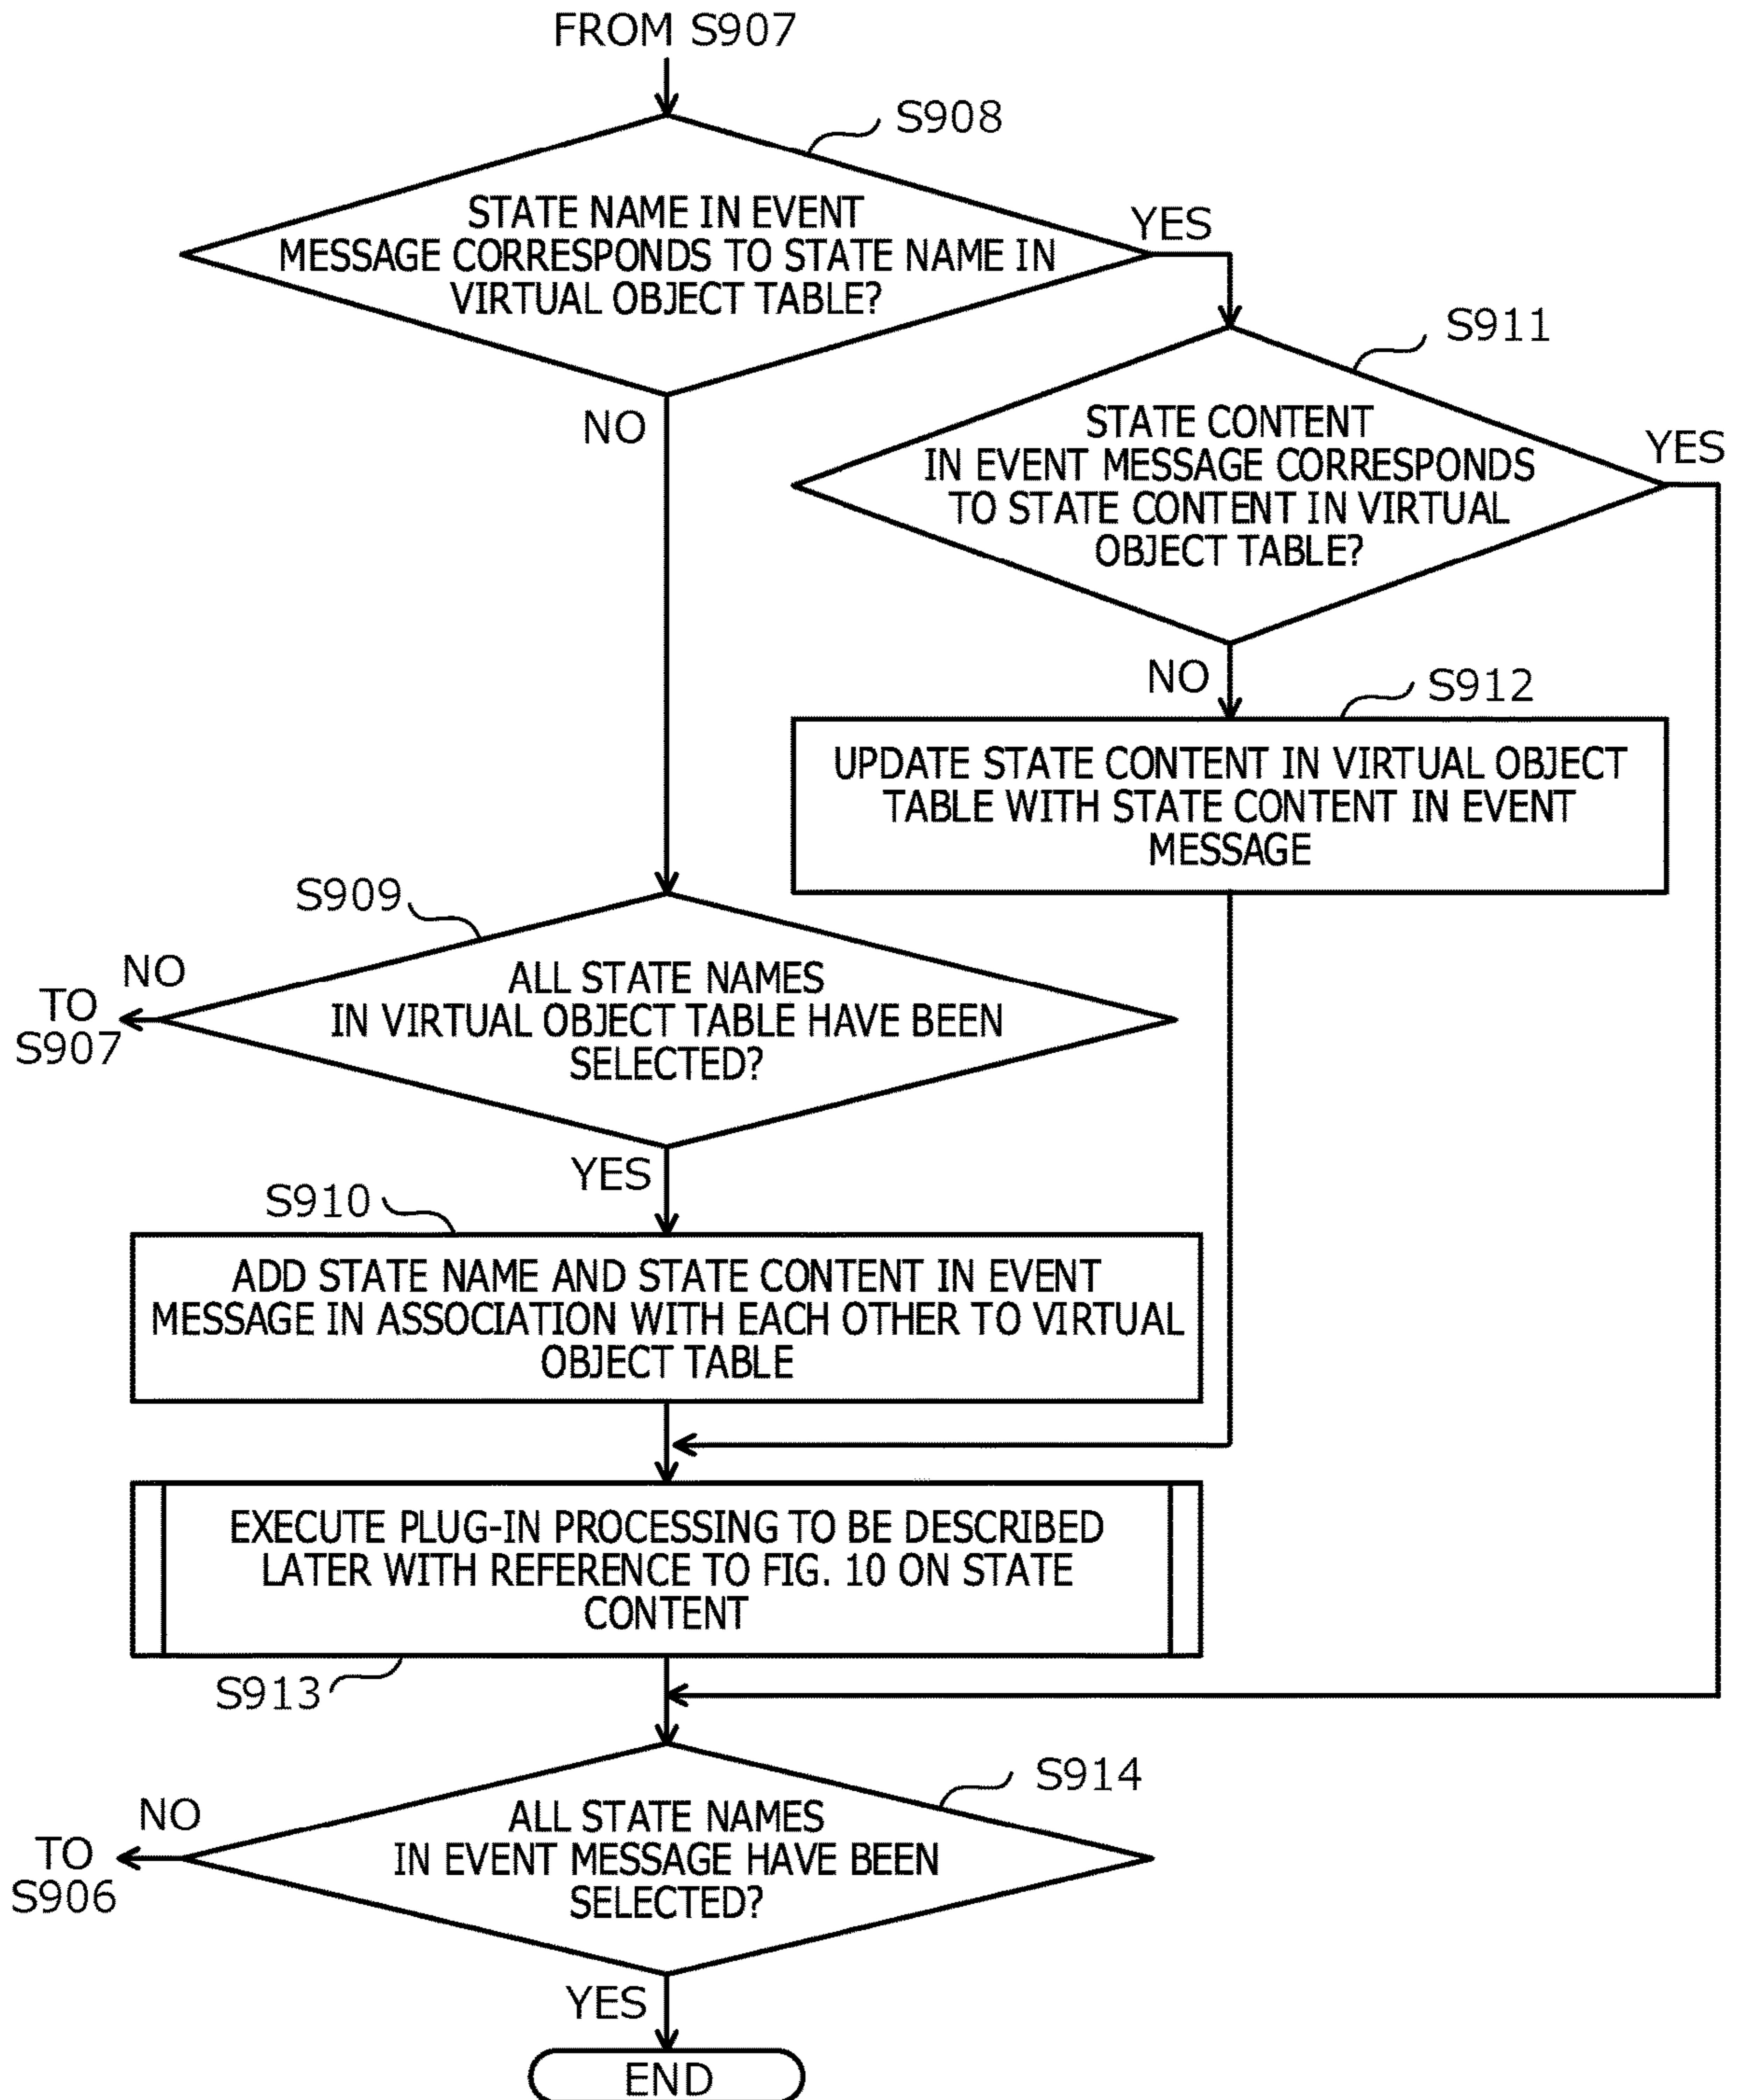 FROM S907
S908
STATE NAME IN EVENT
MESSAGE CORRESPONDS TO STATE NAME IN
VIRTUAL OBJECT TABLE?
YES
NO
S911
STATE CONTENT
IN EVENT MESSAGE CORRESPONDS
TO STATE CONTENT IN VIRTUAL
OBJECT TABLE?
YES
NO
S912
UPDATE STATE CONTENT IN VIRTUAL OBJECT
TABLE WITH STATE CONTENT IN EVENT
MESSAGE
S909
ALL STATE NAMES
IN VIRTUAL OBJECT TABLE HAVE BEEN
SELECTED?
NO
TO
S907
YES
S910
ADD STATE NAME AND STATE CONTENT IN EVENT
MESSAGE IN ASSOCIATION WITH EACH OTHER TO VIRTUAL
OBJECT TABLE
EXECUTE PLUG-IN PROCESSING TO BE DESCRIBED
LATER WITH REFERENCE TO FIG. 10 ON STATE
CONTENT
S913
S914
ALL STATE NAMES
IN EVENT MESSAGE HAVE BEEN
SELECTED?
NO
TO
S906
YES
END